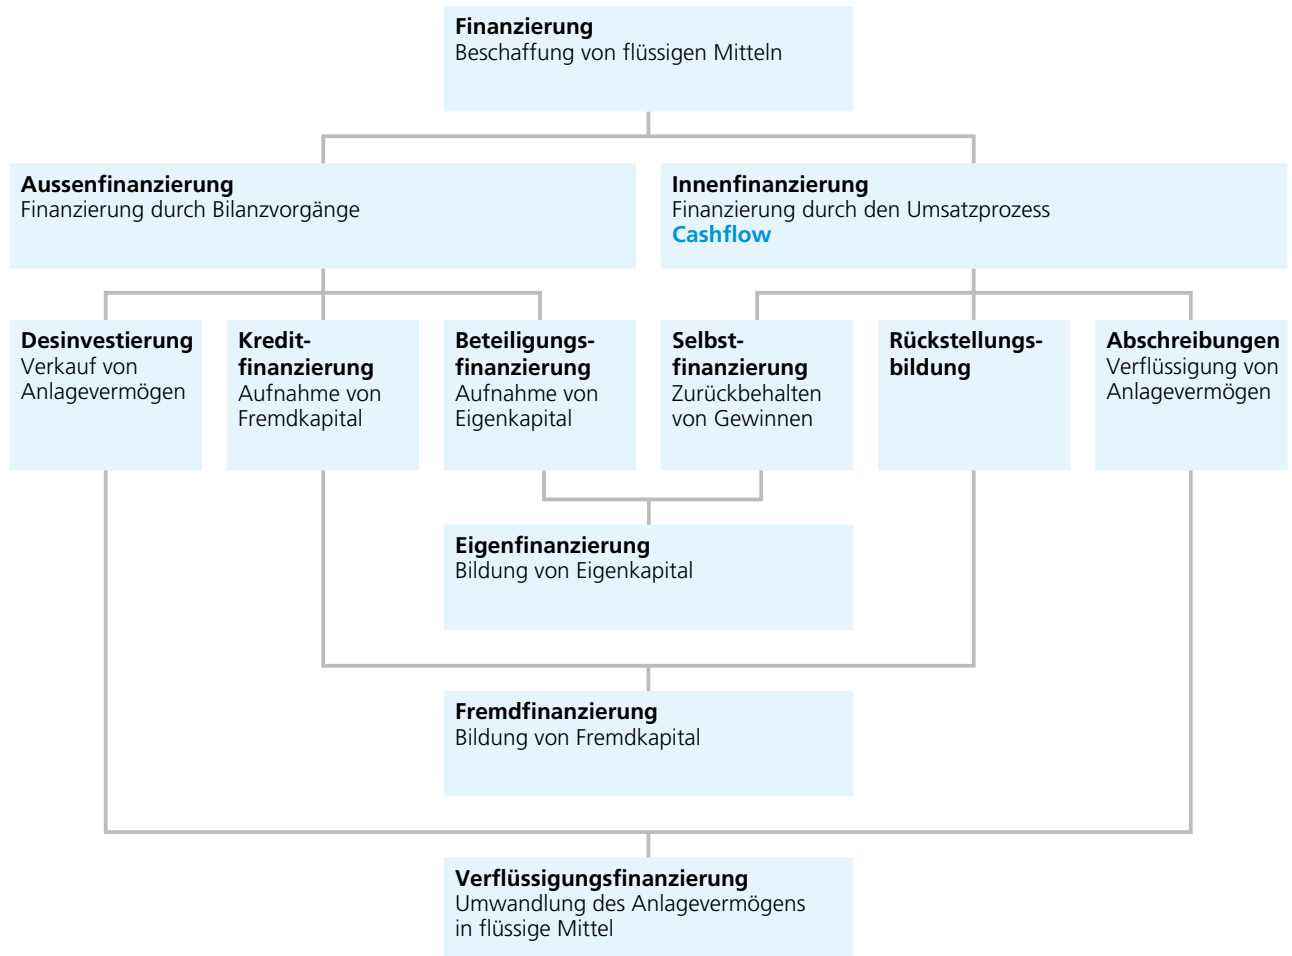 Finanzierung
Beschaffung von flüssigen Mitteln
Aussenfinanzierung
Finanzierung durch Bilanzvorgänge
Innenfinanzierung
Finanzierung durch den Umsatzprozess
Cashflow
Desinvestierung
Verkauf von
Anlagevermögen
Kredit-
finanzierung
Aufnahme von
Fremdkapital
Beteiligungs-
finanzierung
Aufnahme von
Eigenkapital
Selbst-
finanzierung
Zurückbehalten
von Gewinnen
Rückstellungs-
bildung
Abschreibungen
Verflüssigung von
Anlagevermögen
Eigenfinanzierung
Bildung von Eigenkapital
Fremdfinanzierung
Bildung von Fremdkapital
Verflüssigungsfinanzierung
Umwandlung des Anlagevermögens
in flüssige Mittel